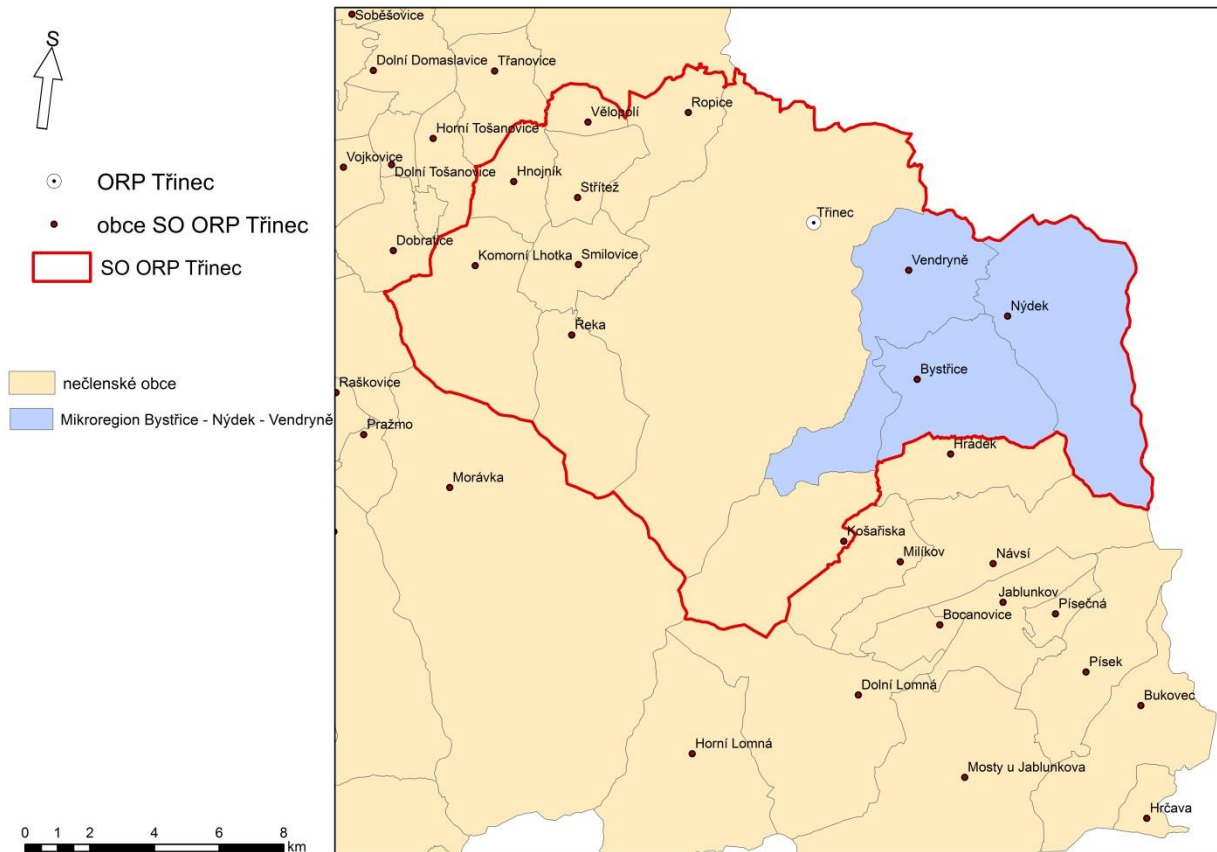 S
ORP Třinec
obce SO ORP Třinec
SO ORP Třinec
nečlenské obce
Mikroregion Bystřice - Nýdek - Vendryně
0 1 2 4 6 8
km
Soběšovice
Dolní Domaslavice
Třanovice
Ropice
Vělopolí
Horní Tošanovice
Vojkovice
Dolní Tošanovice
Hnojník
Střítež
Třinec
Dobratice
Komorní Lhotka
Smilovice
Vendryně
Nýdek
Řeka
Bystřice
Raškovice
Pražmo
Hrádek
Morávka
Košařiska
Milíkov
Návsí
Jablunkov
Písečná
Bocanovice
Písek
Dolní Lomná
Bukovec
Horní Lomná
Mosty u Jablunkova
Hrčava